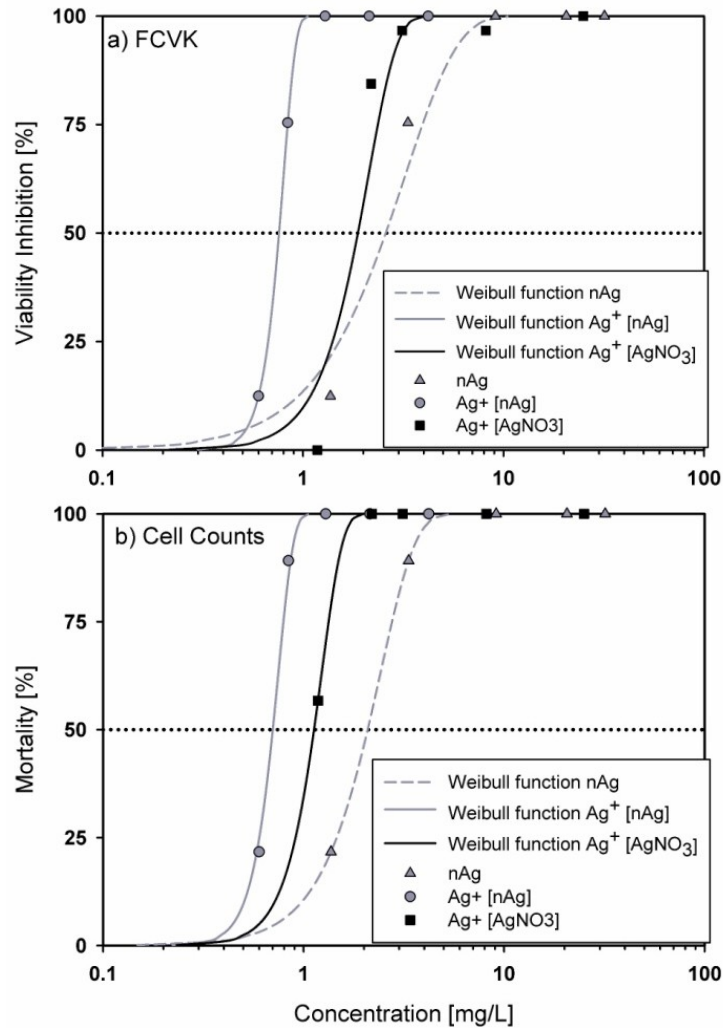 a) FCVK
Viability Inhibition [%]
100
75
50
25
0
Weibull function nAg
Weibull function Ag⁺ [nAg]
Weibull function Ag⁺ [AgNO₃]
nAg
Ag+ [nAg]
Ag+ [AgNO3]
0.1 1 10 100
b) Cell Counts
Mortality [%]
100
75
50
25
0
Weibull function nAg
Weibull function Ag⁺ [nAg]
Weibull function Ag⁺ [AgNO₃]
nAg
Ag+ [nAg]
Ag+ [AgNO3]
0.1 1 10 100
Concentration [mg/L]